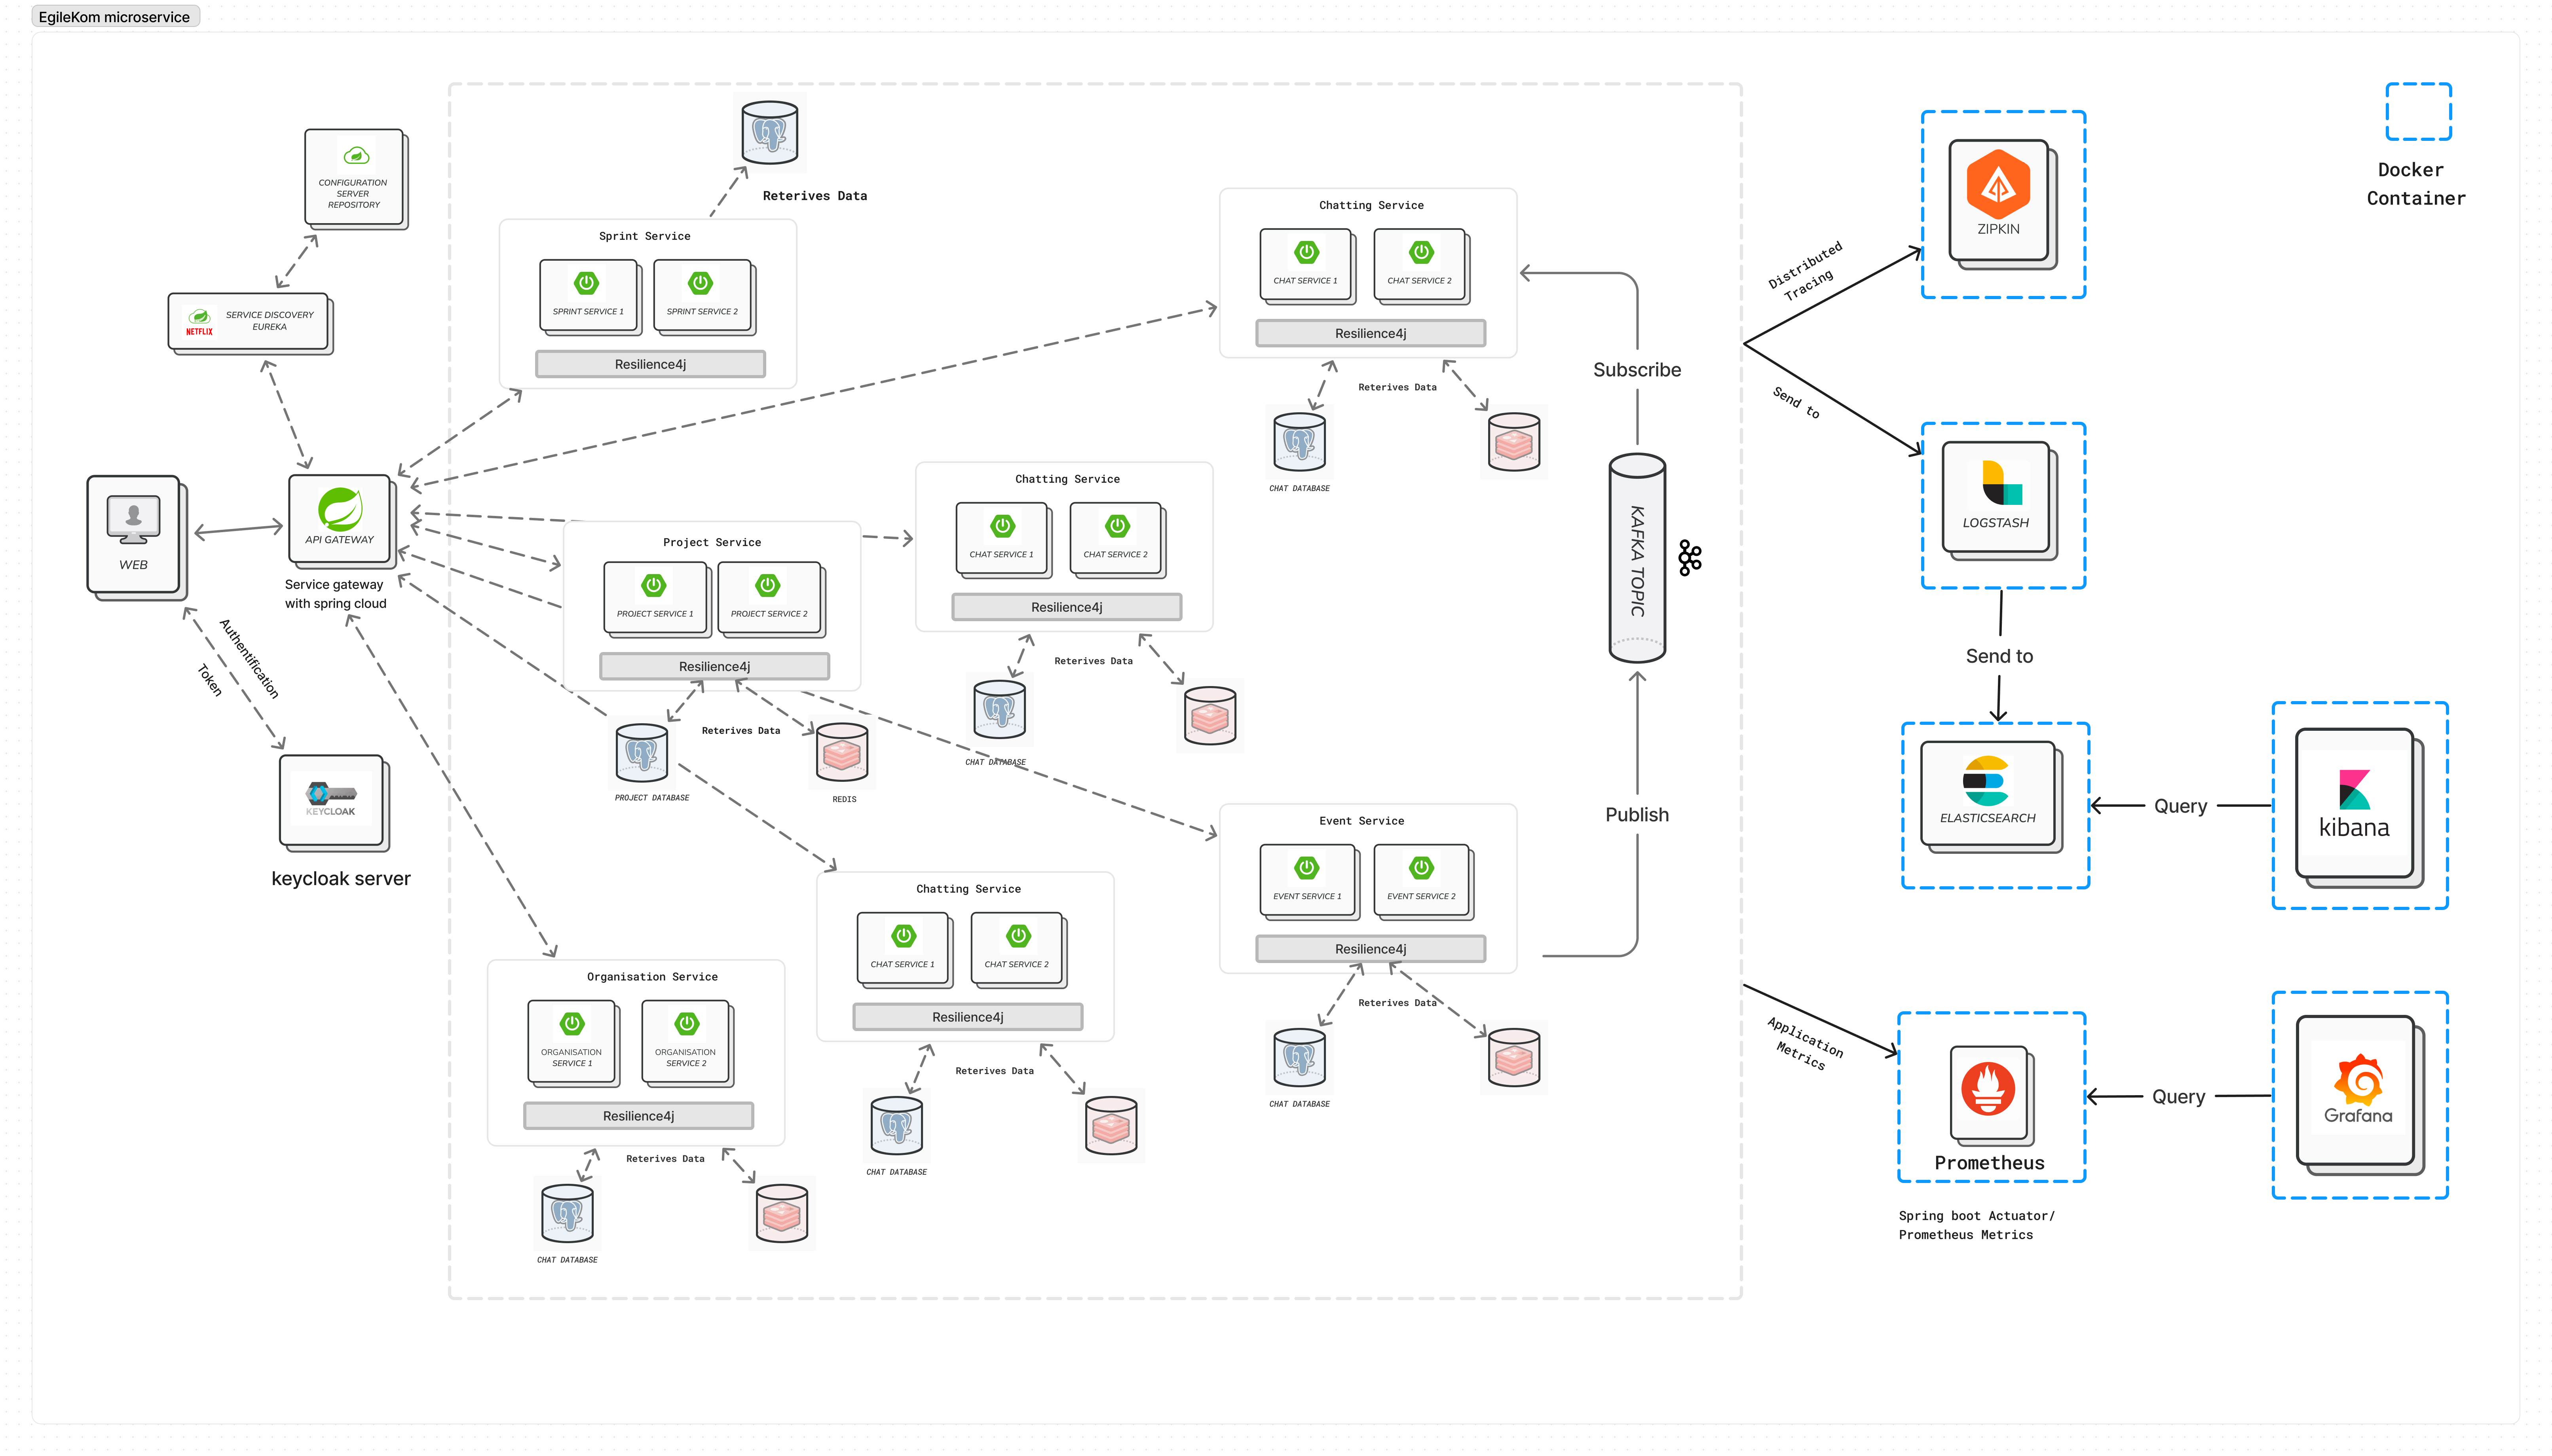 EgileKom microservice
CONFIGURATION
SERVER
REPOSITORY
NETFLIX
SERVICE DISCOVERY
EUREKA
WEB
API GATEWAY
Service gateway
with spring cloud
Authentification
Token
KEYCLOAK
keycloak server
Reterives Data
Sprint Service
SPRINT SERVICE 1
SPRINT SERVICE 2
Resilience4j
Chatting Service
CHAT SERVICE 1
CHAT SERVICE 2
Resilience4j
Reterives Data
CHAT DATABASE
Chatting Service
CHAT SERVICE 1
CHAT SERVICE 2
Resilience4j
Reterives Data
CHAT DATABASE
Project Service
PROJECT SERVICE 1
PROJECT SERVICE 2
Resilience4j
Reterives Data
PROJECT DATABASE
REDIS
Event Service
EVENT SERVICE 1
EVENT SERVICE 2
Resilience4j
Reterives Data
CHAT DATABASE
Chatting Service
CHAT SERVICE 1
CHAT SERVICE 2
Resilience4j
Reterives Data
CHAT DATABASE
Organisation Service
ORGANISATION
SERVICE 1
ORGANISATION
SERVICE 2
Resilience4j
Reterives Data
CHAT DATABASE
Subscribe
KAFKA TOPIC
Publish
Distributed
Tracing
Send to
ZIPKIN
LOGSTASH
Send to
ELASTICSEARCH
Query
kibana
Application
Metrics
Prometheus
Query
Grafana
Spring boot Actuator/
Prometheus Metrics
Docker
Container